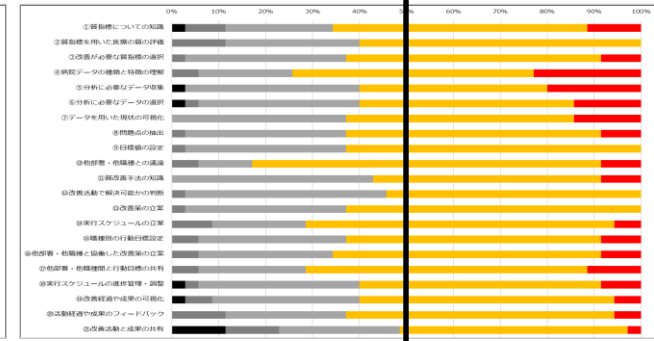 0% 10% 20% 30% 40% 50% 60% 70% 80% 90% 100%
①質指標についての知識
②質指標を用いた医療の質の評価
③改善が必要な質指標の選択
④病院データの種類と特徴の理解
⑤分析に必要なデータ収集
⑥分析に必要なデータの選択
⑦データを用いた現状の可視化
⑧問題点の抽出
⑨目標値の設定
⑩他部署・他職種との議論
⑪質改善手法の知識
⑫改善活動で解決可能かの判断
⑬改善策の立案
⑭実行スケジュールの立案
⑮職種別の行動目標設定
⑯他部署・他職種と協働した改善策の立案
⑰他部署・他職種間と行動目標の共有
⑱実行スケジュールの進捗管理・調整
⑲改善経過や成果の可視化
⑳活動経過や成果のフィードバック
㉑改善活動と成果の共有